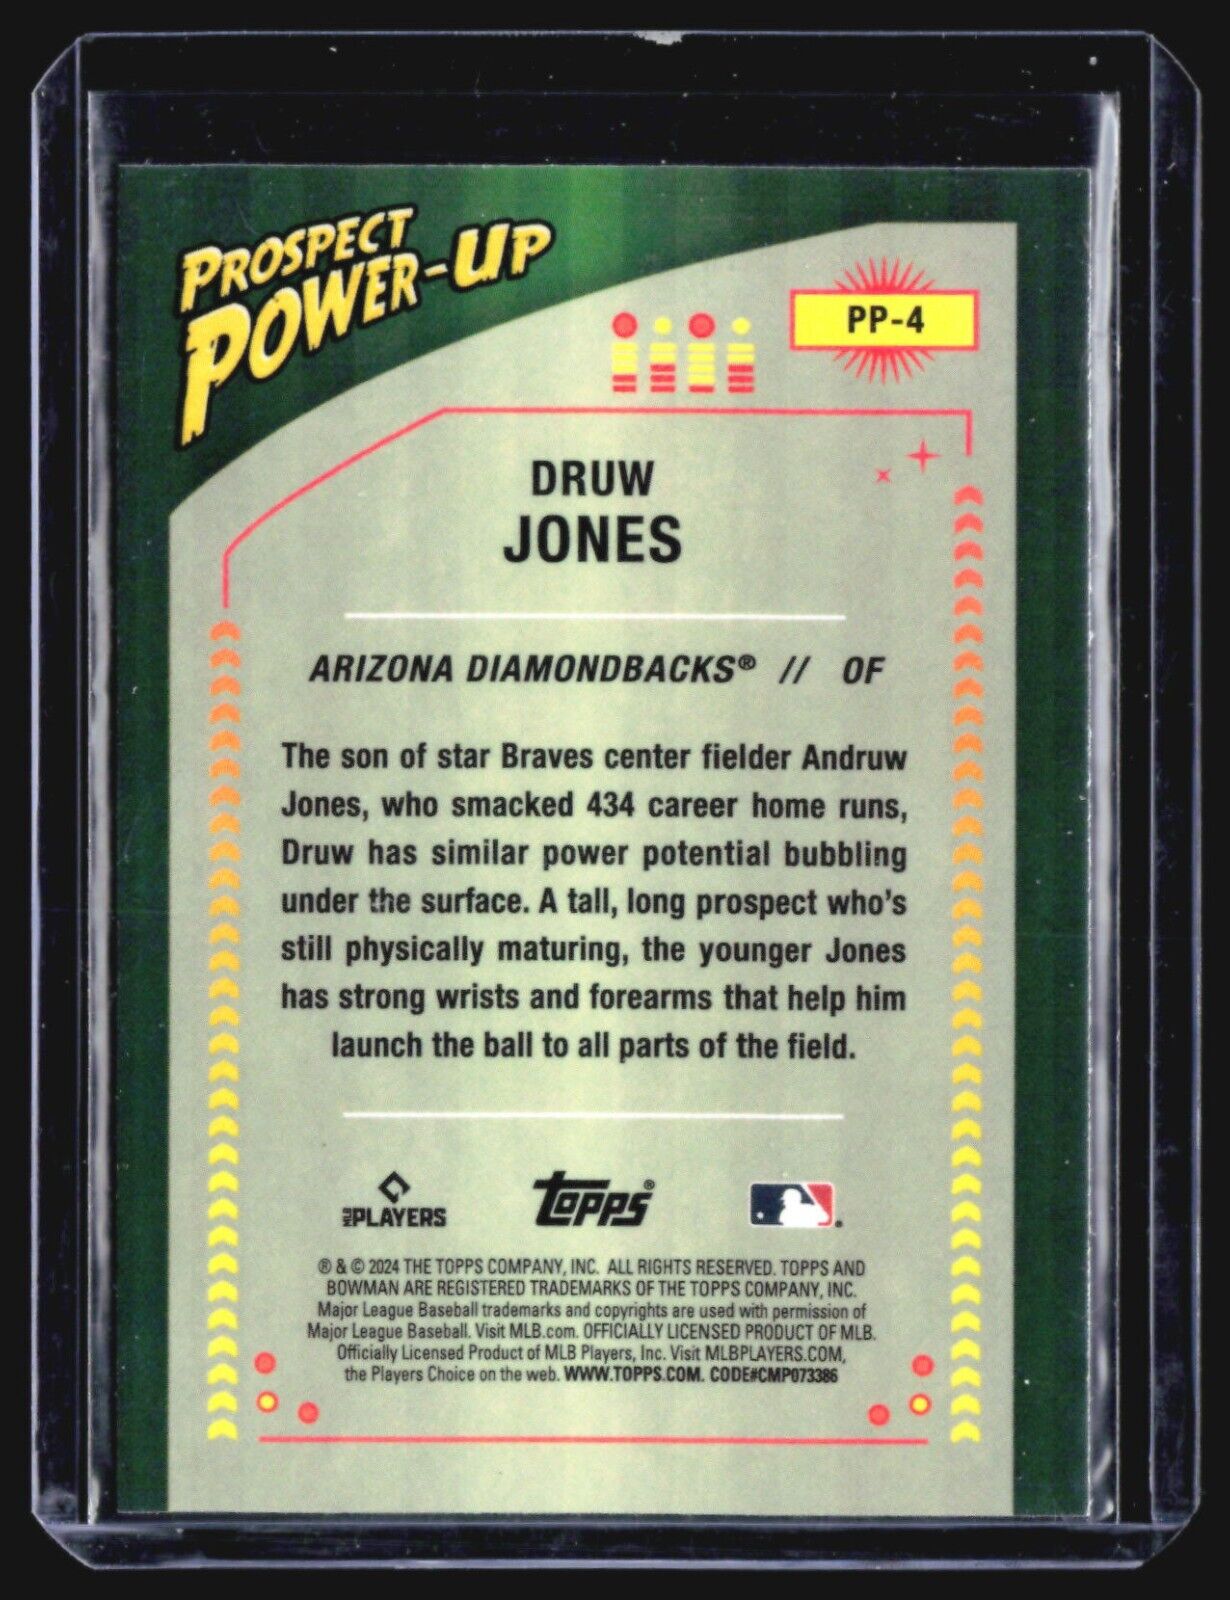 PROSPECT
POWER-UP
PP-4
DRUW
JONES
ARIZONA DIAMONDBACKS® // OF
The son of star Braves center fielder Andruw
Jones, who smacked 434 career home runs,
Druw has similar power potential bubbling
under the surface. A tall, long prospect who's
still physically maturing, the younger Jones
has strong wrists and forearms that help him
launch the ball to all parts of the field.
MLB PLAYERS
Topps®
® & © 2024 THE TOPPS COMPANY, INC. ALL RIGHTS RESERVED. TOPPS AND
BOWMAN ARE REGISTERED TRADEMARKS OF THE TOPPS COMPANY, INC.
Major League Baseball trademarks and copyrights are used with permission of
Major League Baseball. Visit MLB.com. OFFICIALLY LICENSED PRODUCT OF MLB.
Officially Licensed Product of MLB Players, Inc. Visit MLBPLAYERS.COM,
the Players Choice on the web. WWW.TOPPS.COM. CODE#CMP073386